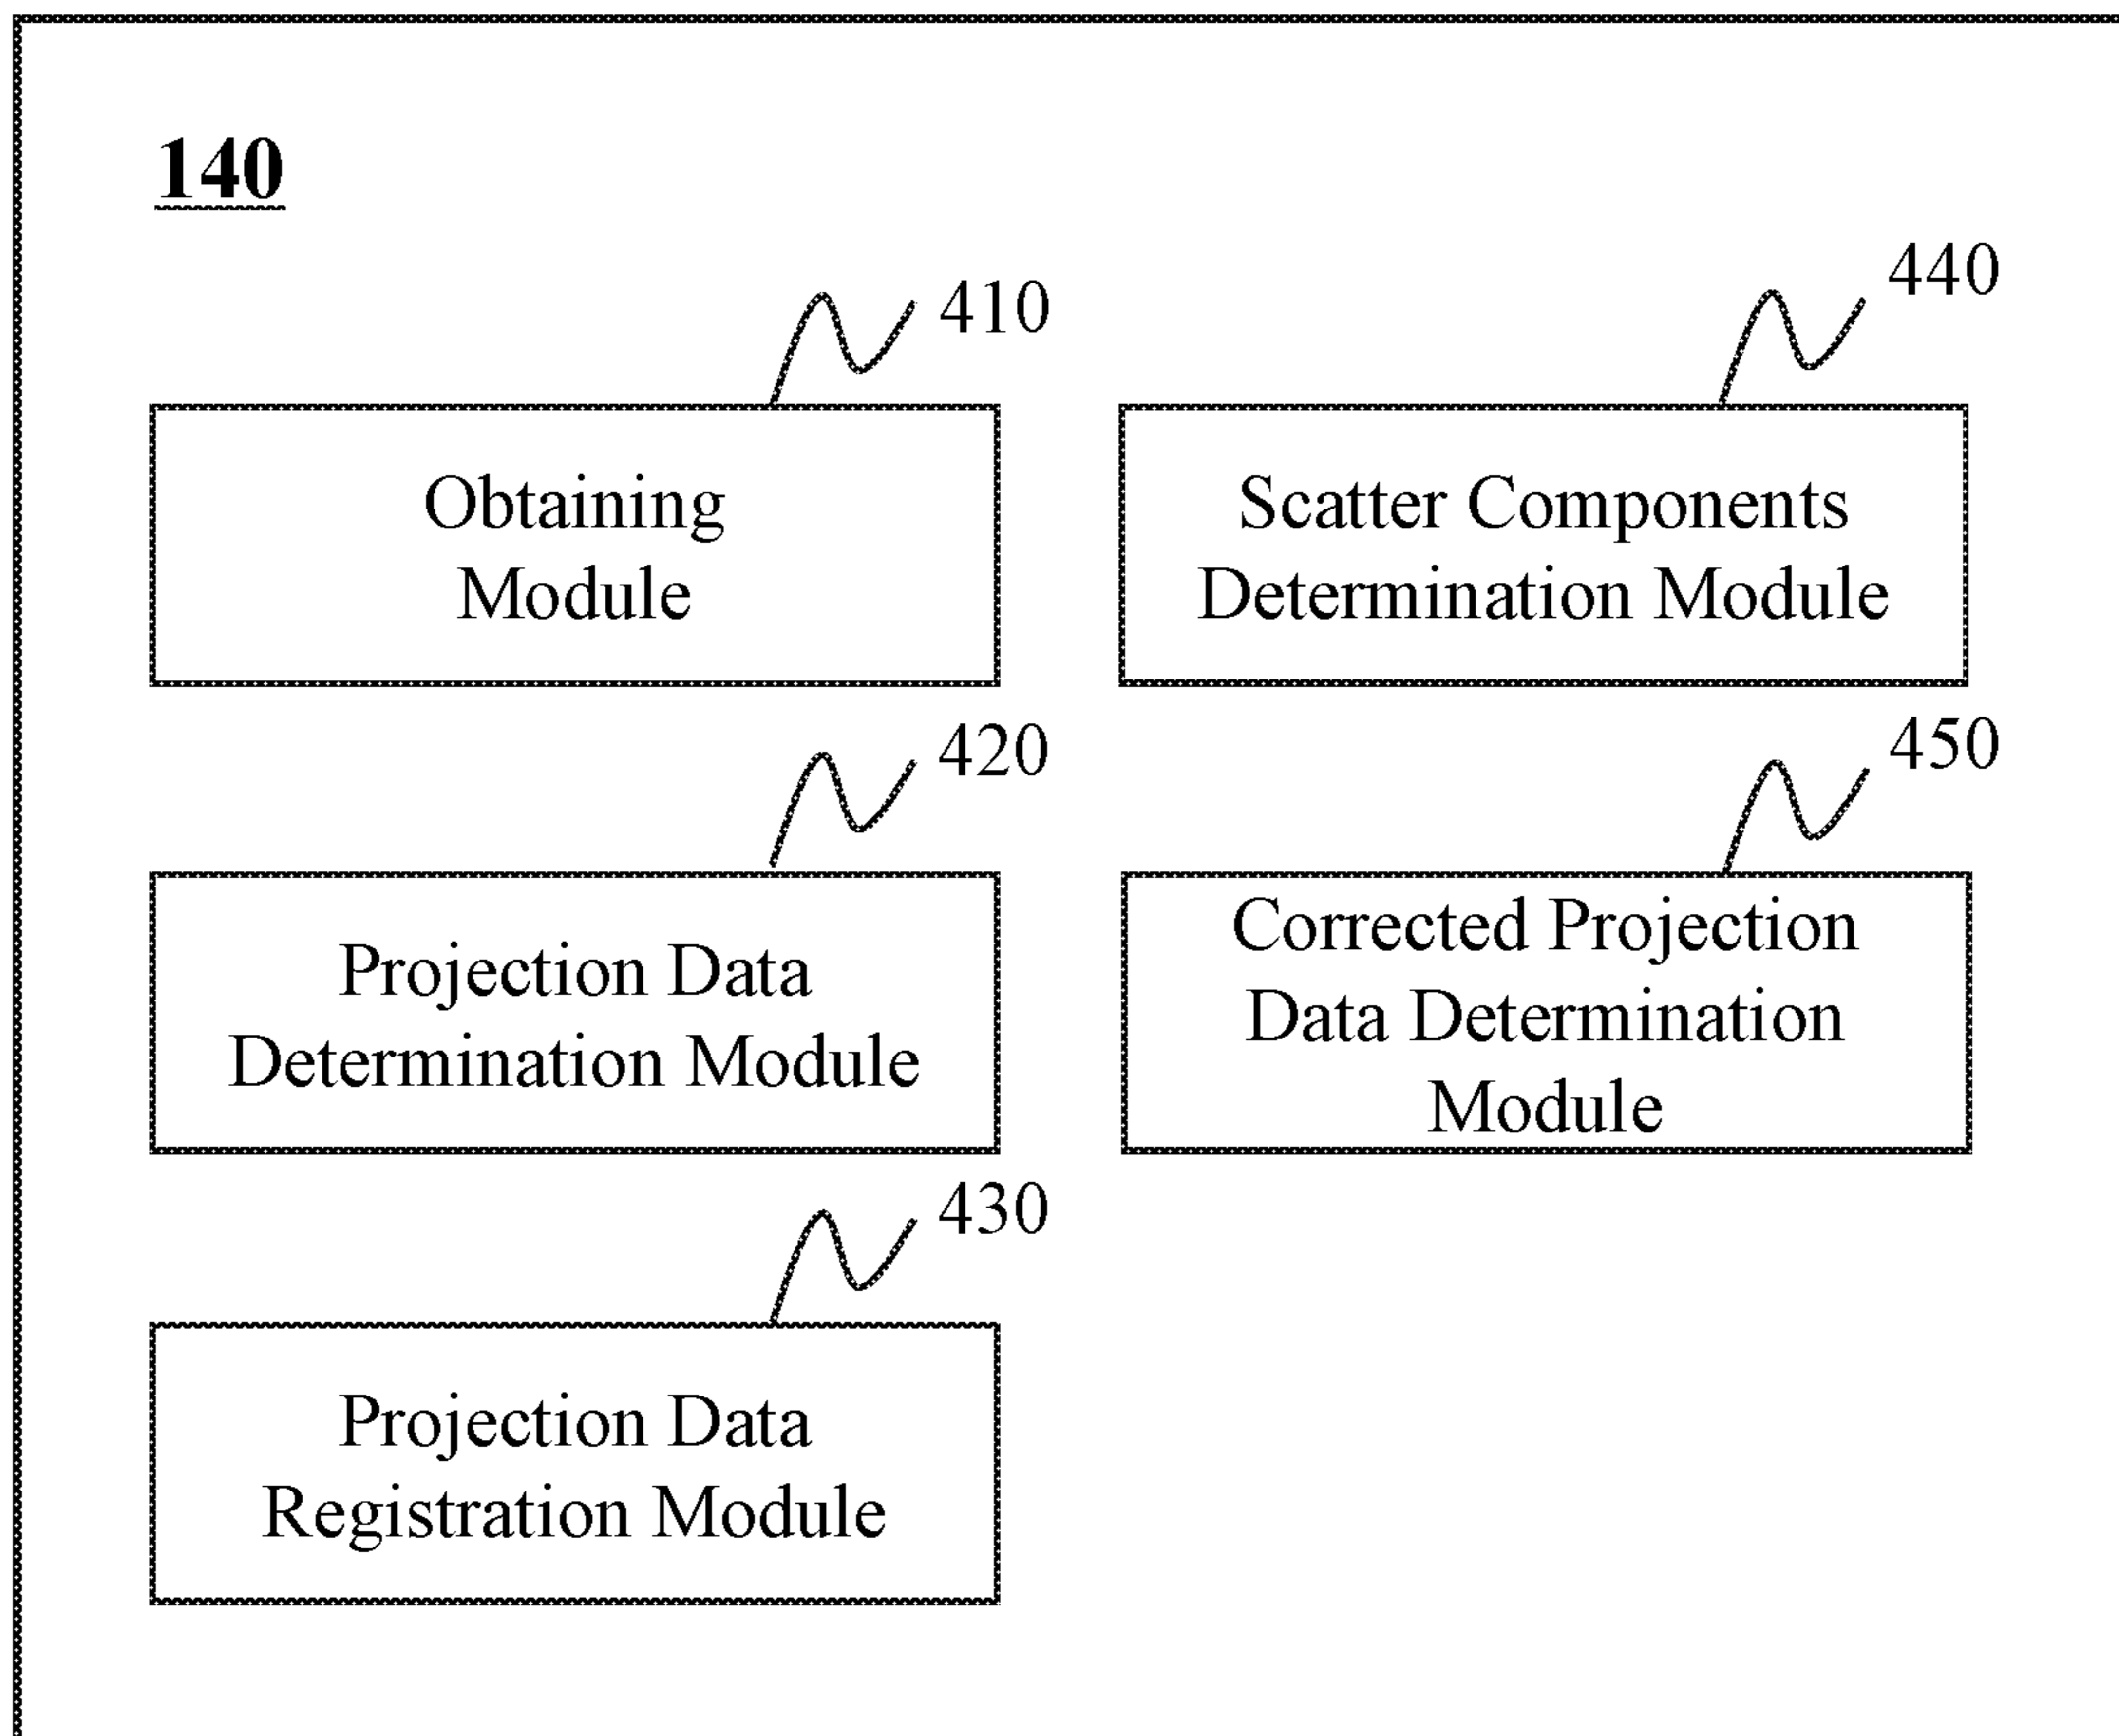 140
410
Obtaining
Module
440
Scatter Components
Determination Module
420
Projection Data
Determination Module
450
Corrected Projection
Data Determination
Module
430
Projection Data
Registration Module